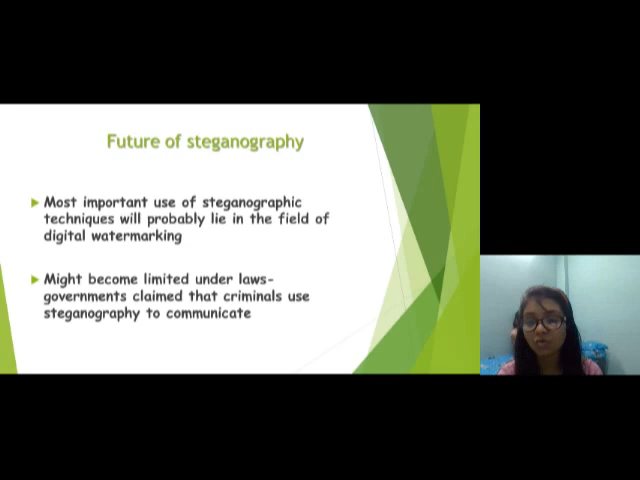 Future of steganography
Most important use of steganographic
techniques will probably lie in the field of
digital watermarking
Might become limited under laws-
governments claimed that criminals use
steganography to communicate